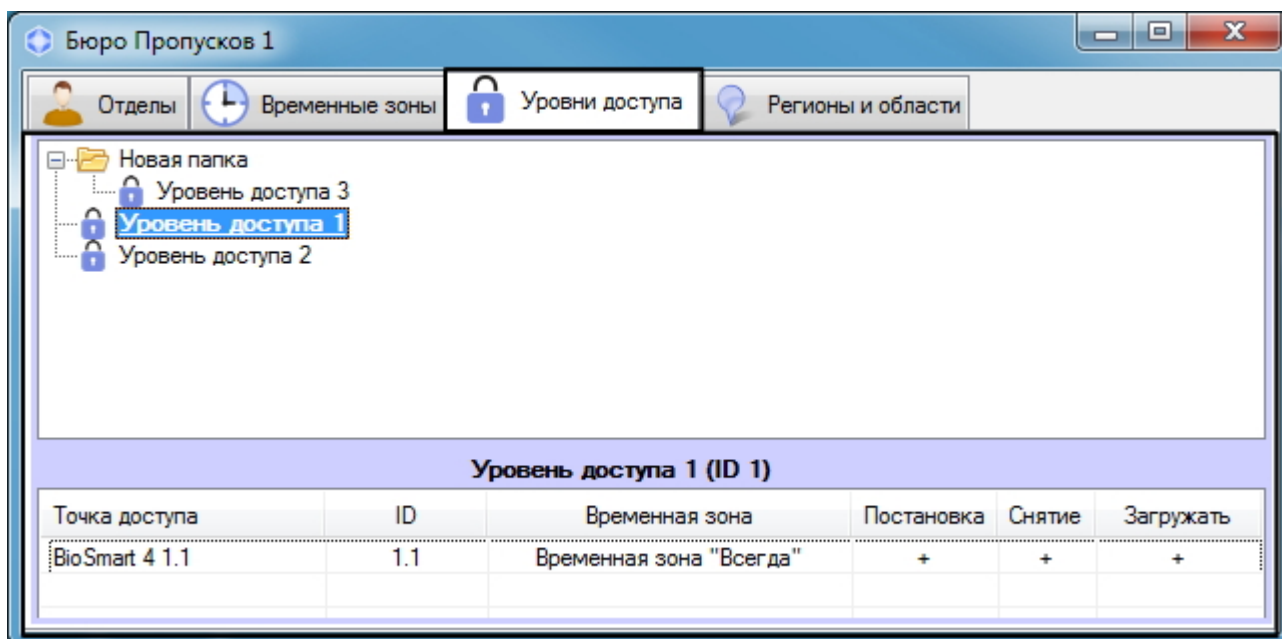 Бюро Пропусков 1
Отделы Временные зоны Уровни доступа Регионы и области
Новая папка
Уровень доступа 3
Уровень доступа 1
Уровень доступа 2
Уровень доступа 1 (ID 1)
Точка доступа ID Временная зона Постановка Снятие Загружать
BioSmart 4 1.1 1.1 Временная зона "Всегда" + + +